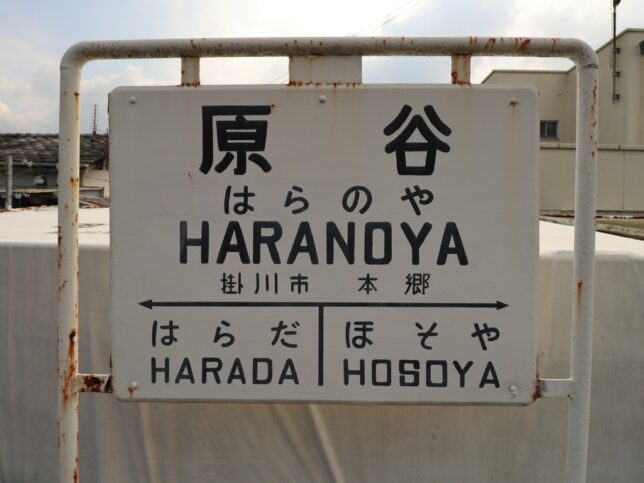 原谷
はらのや
HARANOYA
掛川市 本郷
はらだ ほそや
HARADA HOSOYA